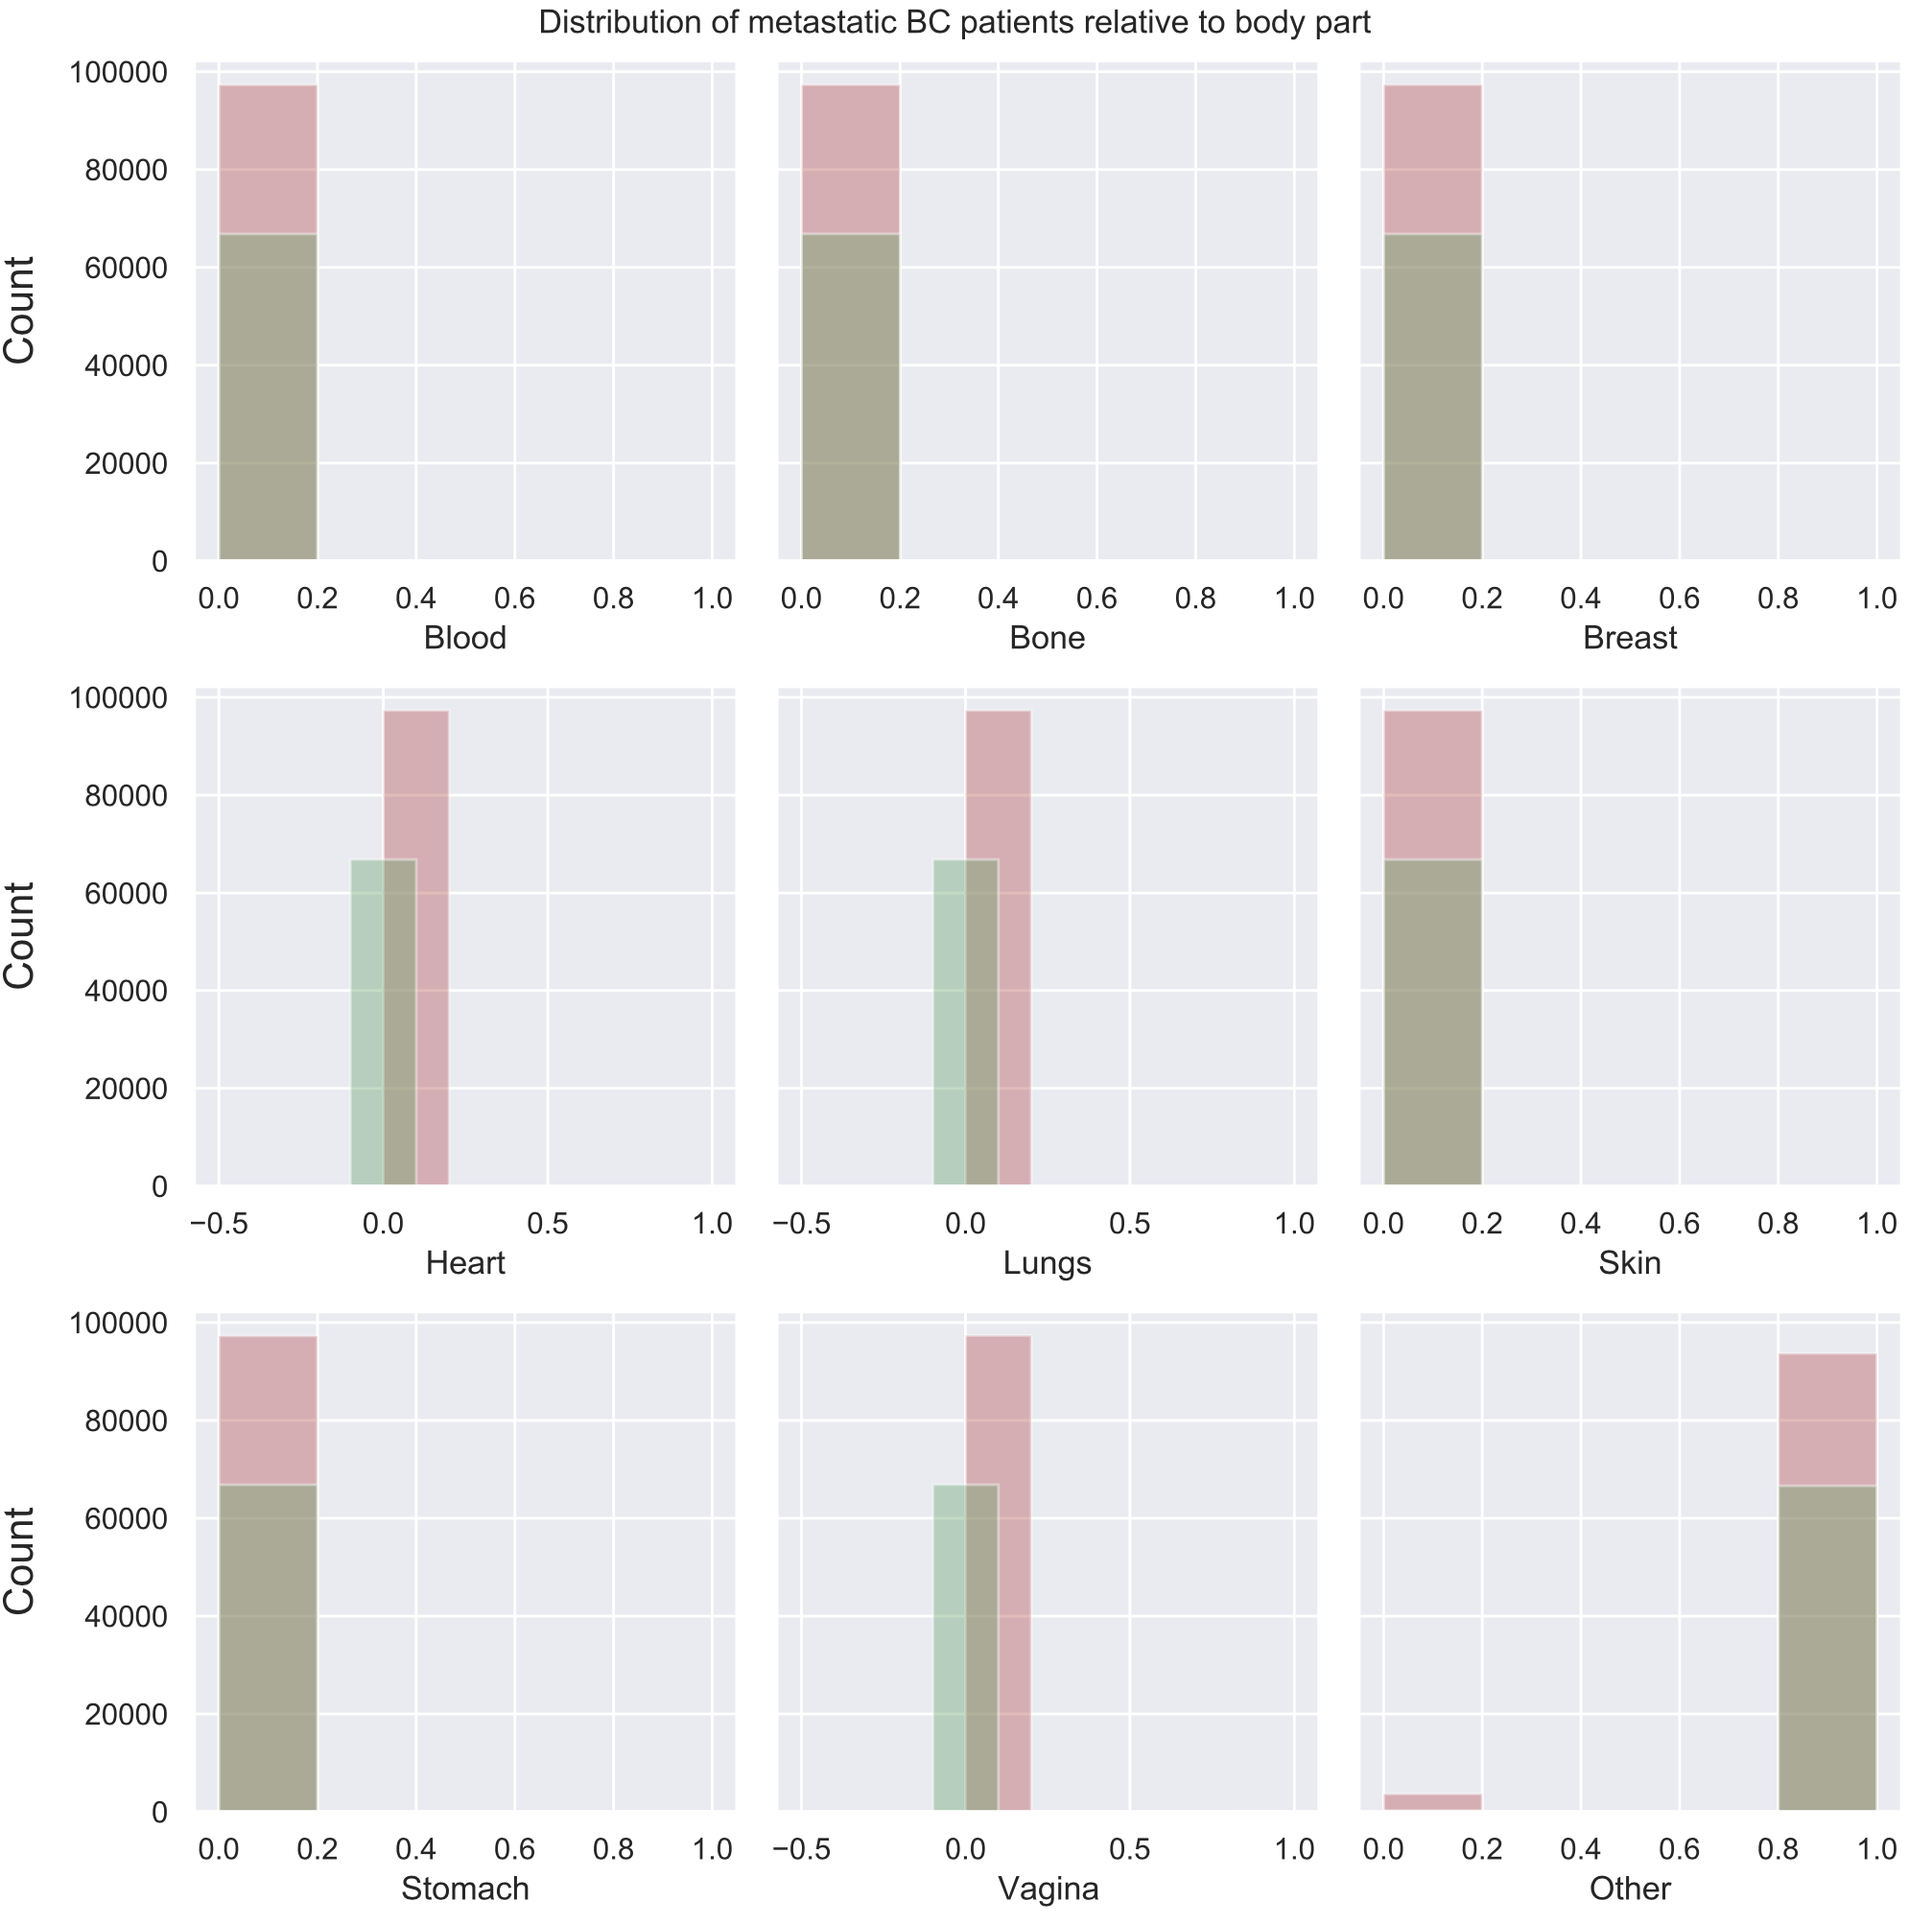 Distribution of metastatic BC patients relative to body part
100000
80000
60000
40000
20000
0
Count
0.0 0.2 0.4 0.6 0.8 1.0
Blood
0.0 0.2 0.4 0.6 0.8 1.0
Bone
0.0 0.2 0.4 0.6 0.8 1.0
Breast
100000
80000
60000
40000
20000
0
Count
−0.5 0.0 0.5 1.0
Heart
−0.5 0.0 0.5 1.0
Lungs
0.0 0.2 0.4 0.6 0.8 1.0
Skin
100000
80000
60000
40000
20000
0
Count
0.0 0.2 0.4 0.6 0.8 1.0
Stomach
−0.5 0.0 0.5 1.0
Vagina
0.0 0.2 0.4 0.6 0.8 1.0
Other